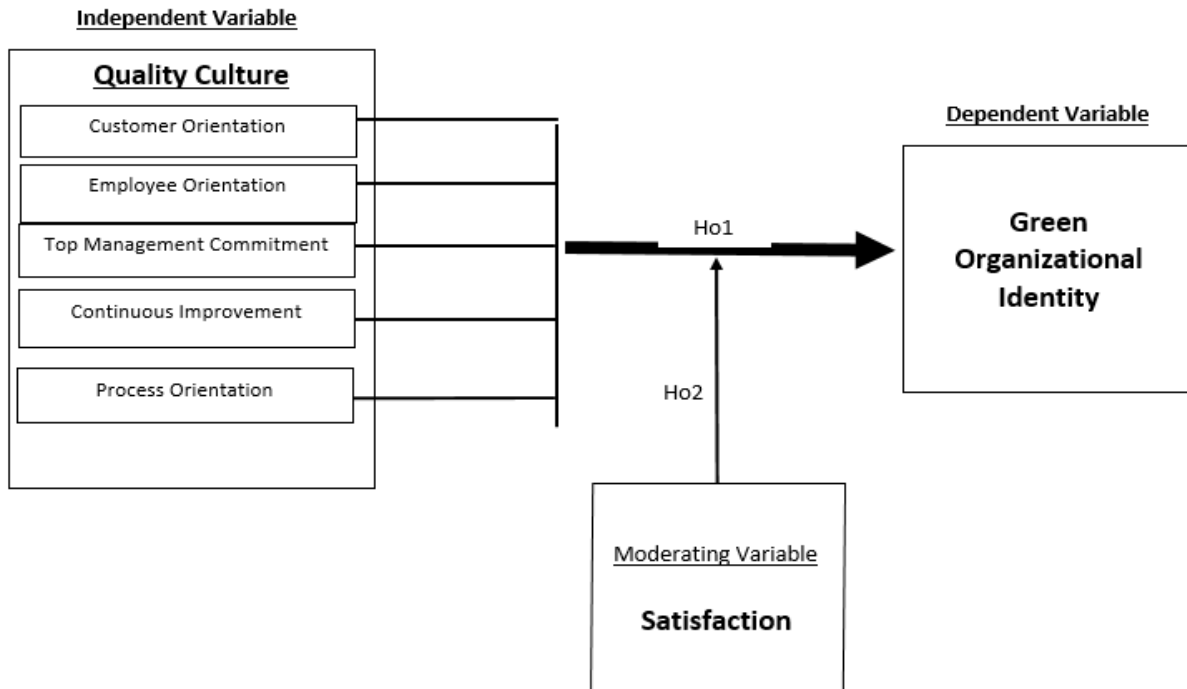 Independent Variable
Quality Culture
Customer Orientation
Employee Orientation
Top Management Commitment
Continuous Improvement
Process Orientation
Ho1
Ho2
Dependent Variable
Green
Organizational
Identity
Moderating Variable
Satisfaction